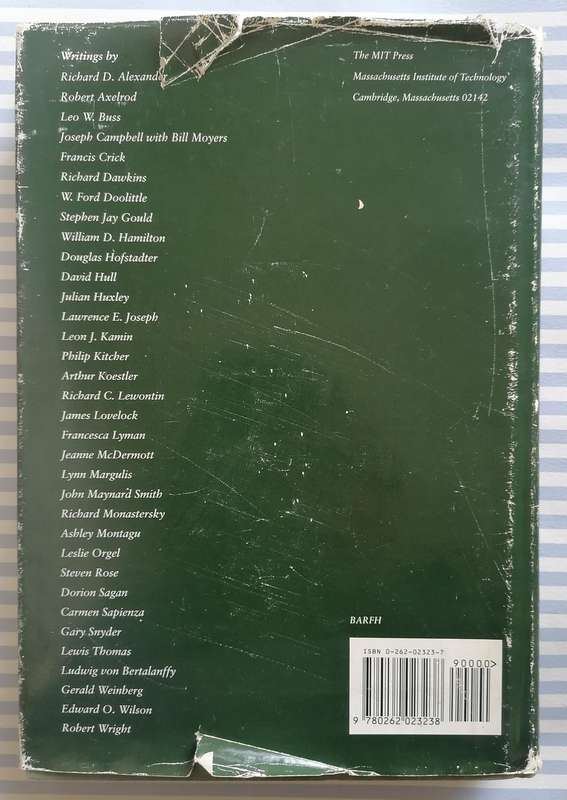 Writings by
Richard D. Alexander
Robert Axelrod
Leo W. Buss
Joseph Campbell with Bill Moyers
Francis Crick
Richard Dawkins
W. Ford Doolittle
Stephen Jay Gould
William D. Hamilton
Douglas Hofstadter
David Hull
Julian Huxley
Lawrence E. Joseph
Leon J. Kamin
Philip Kitcher
Arthur Koestler
Richard C. Lewontin
James Lovelock
Francesca Lyman
Jeanne McDermott
Lynn Margulis
John Maynard Smith
Richard Monastersky
Ashley Montagu
Leslie Orgel
Steven Rose
Dorion Sagan
Carmen Sapienza
Gary Snyder
Lewis Thomas
Ludwig von Bertalanffy
Gerald Weinberg
Edward O. Wilson
Robert Wright
The MIT Press
Massachusetts Institute of Technology
Cambridge, Massachusetts 02142
BARFH
ISBN 0-262-02323-7
90000>
9 780262 023238